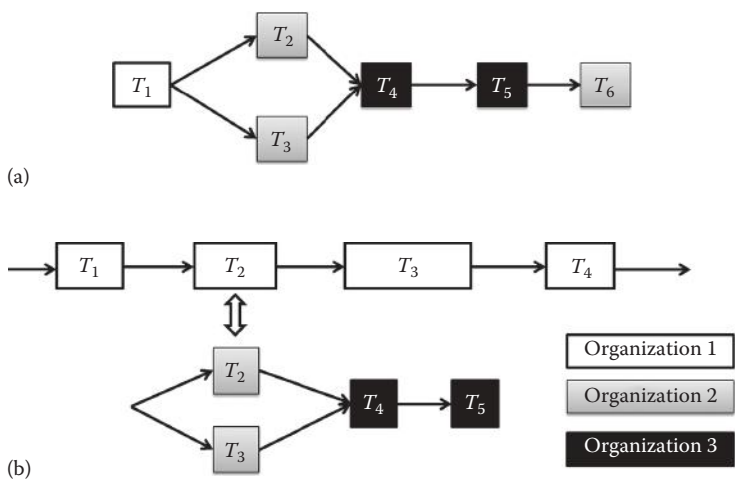 T2
T1 T4 T5 T6
T3
(a)
T1 T2 T3 T4
Organization 1
T2
Organization 2
T4 T5
T3
Organization 3
(b)